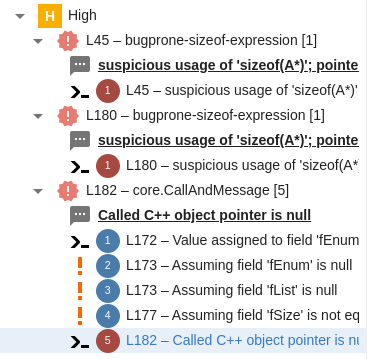 H High
L45 – bugprone-sizeof-expression [1]
suspicious usage of 'sizeof(A*)'; pointe
1 L45 – suspicious usage of 'sizeof(A*)'
L180 – bugprone-sizeof-expression [1]
suspicious usage of 'sizeof(A*)'; pointe
1 L180 – suspicious usage of 'sizeof(A*
L182 – core.CallAndMessage [5]
Called C++ object pointer is null
1 L172 – Value assigned to field 'fEnum
2 L173 – Assuming field 'fEnum' is null
3 L173 – Assuming field 'fList' is null
4 L177 – Assuming field 'fSize' is not eq
5 L182 – Called C++ object pointer is nu